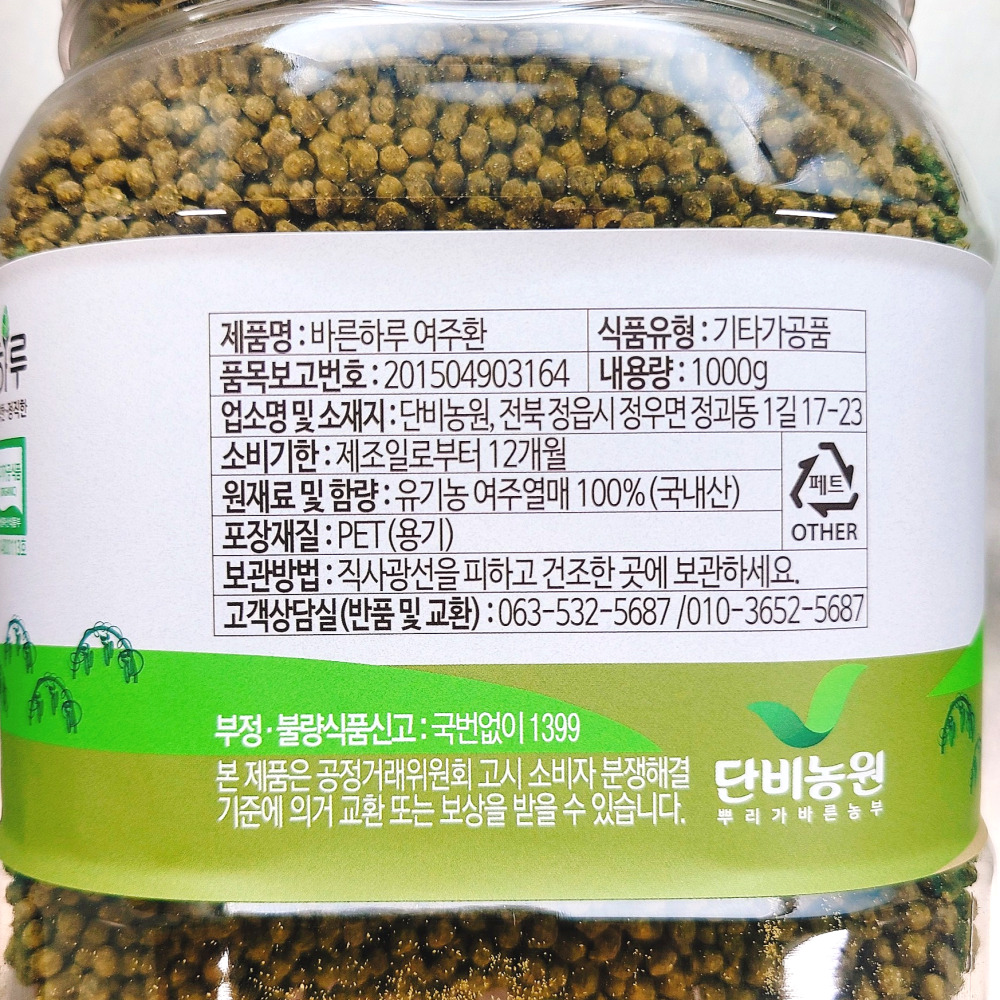 하루
제품명 : 바른하루 여주환
식품유형 : 기타가공품
품목보고번호 : 201504903164
내용량 : 1000g
업소명 및 소재지 : 단비농원, 전북 정읍시 정우면 정괴동 1길 17-23
소비기한 : 제조일로부터 12개월
원재료 및 함량 : 유기농 여주열매 100% (국내산)
포장재질 : PET (용기)
페트
OTHER
보관방법 : 직사광선을 피하고 건조한 곳에 보관하세요.
고객상담실(반품 및 교환) : 063-532-5687 /010-3652-5687
부정·불량식품신고 : 국번없이 1399
본 제품은 공정거래위원회 고시 소비자 분쟁해결
기준에 의거 교환 또는 보상을 받을 수 있습니다.
단비농원
뿌리가바른농부